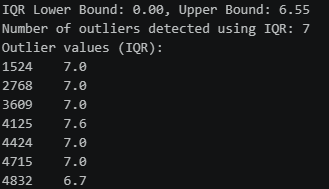 IQR Lower Bound: 0.00, Upper Bound: 6.55
Number of outliers detected using IQR: 7
Outlier values (IQR):
1524    7.0
2768    7.0
3609    7.0
4125    7.6
4424    7.0
4715    7.0
4832    6.7